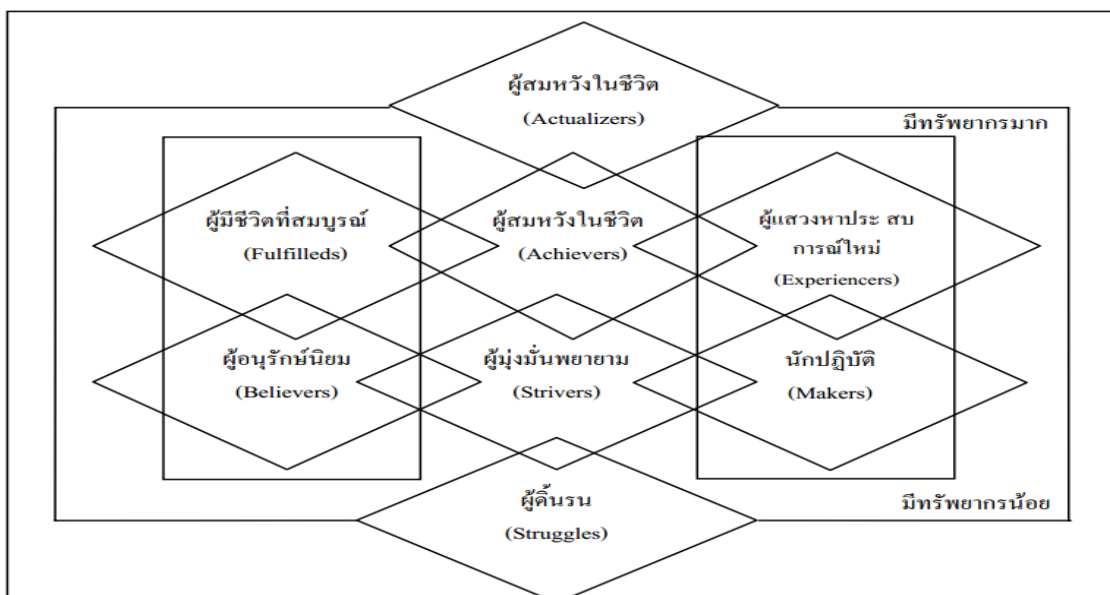 ผู้สมหวังในชีวิต
(Actualizers)
มีทรัพยากรมาก
ผู้มีชีวิตที่สมบูรณ์
(Fulfilleds)
ผู้สมหวังในชีวิต
(Achievers)
ผู้แสวงหาประ สบ
การณ์ใหม่
(Experiencers)
ผู้อนุรักษ์นิยม
(Believers)
ผู้มุ่งมั่นพยายาม
(Strivers)
นักปฏิบัติ
(Makers)
ผู้ดิ้นรน
(Struggles)
มีทรัพยากรน้อย